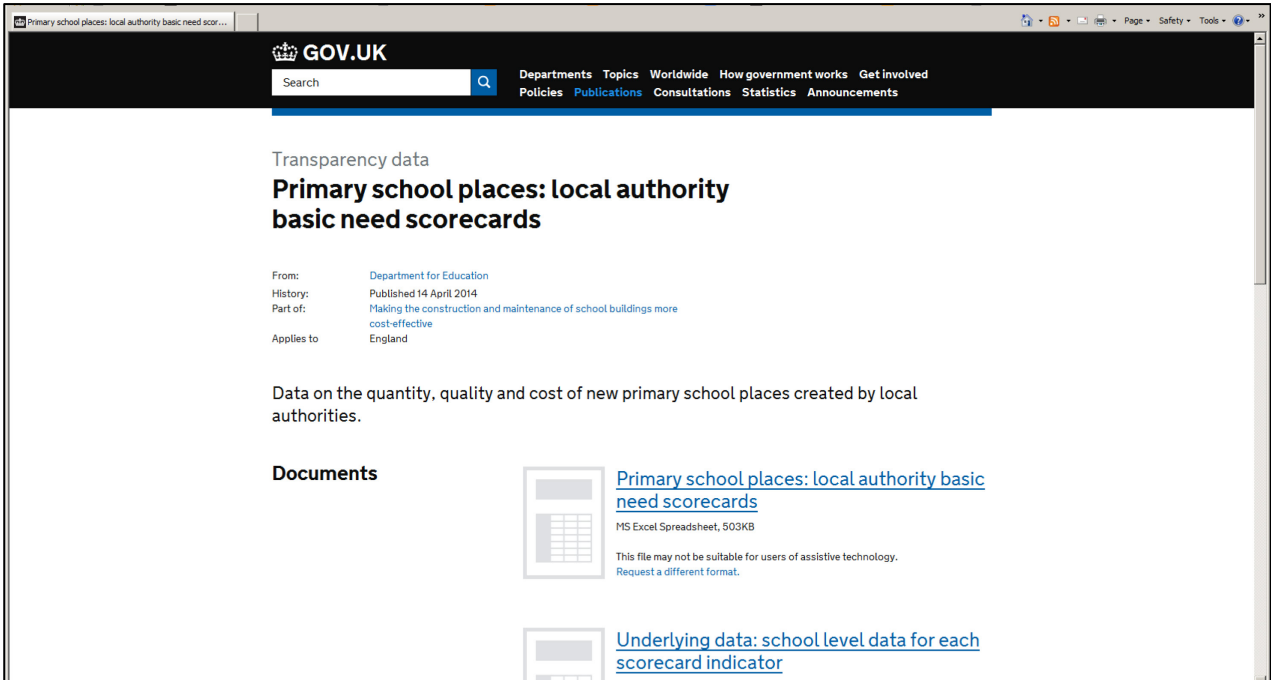 Primary school places: local authority basic need scor...
Page Safety Tools »
GOV.UK
Search
Departments Topics Worldwide How government works Get involved
Policies Publications Consultations Statistics Announcements
Transparency data
Primary school places: local authority
basic need scorecards
From: Department for Education
History: Published 14 April 2014
Part of: Making the construction and maintenance of school buildings more
cost-effective
Applies to England
Data on the quantity, quality and cost of new primary school places created by local
authorities.
Documents
Primary school places: local authority basic
need scorecards
MS Excel Spreadsheet, 503KB
This file may not be suitable for users of assistive technology.
Request a different format.
Underlying data: school level data for each
scorecard indicator